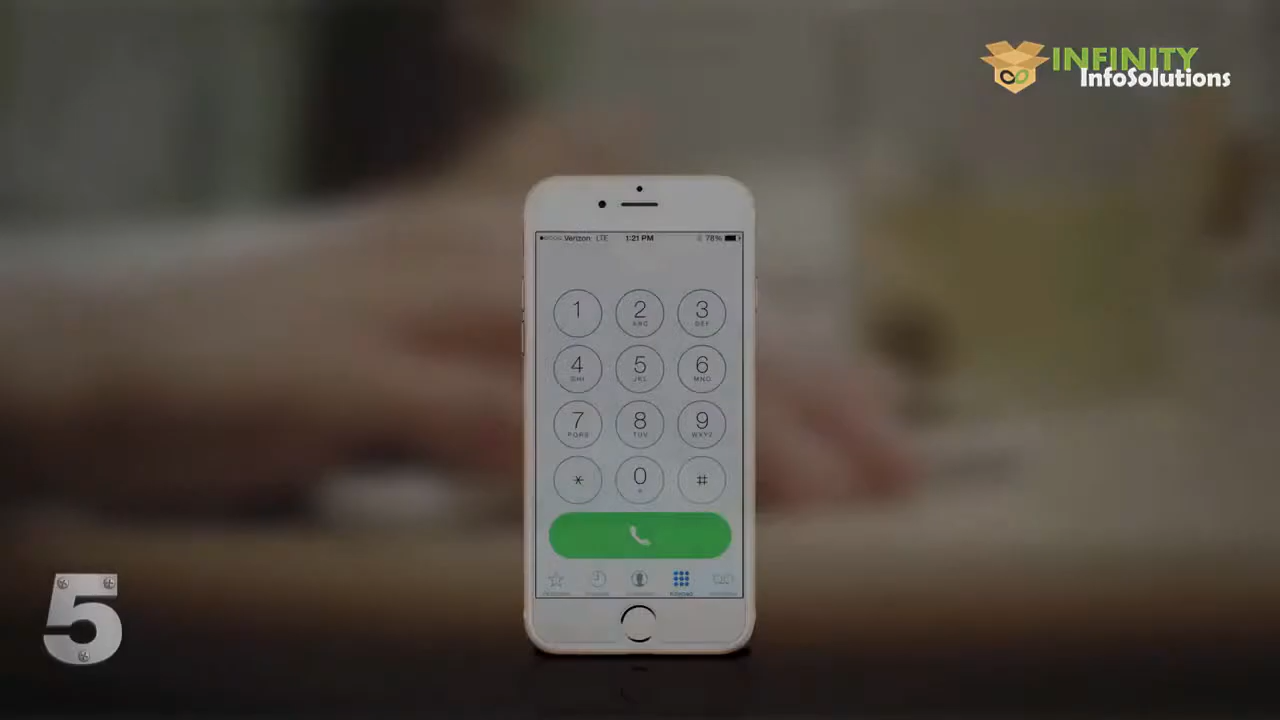 INFINITY
InfoSolutions
Verizon LTE 1:21 PM 78%
1 2 3
ABC DEF
4 5 6
GHI JKL MNO
7 8 9
PQRS TUV WXYZ
* 0 #
+
5